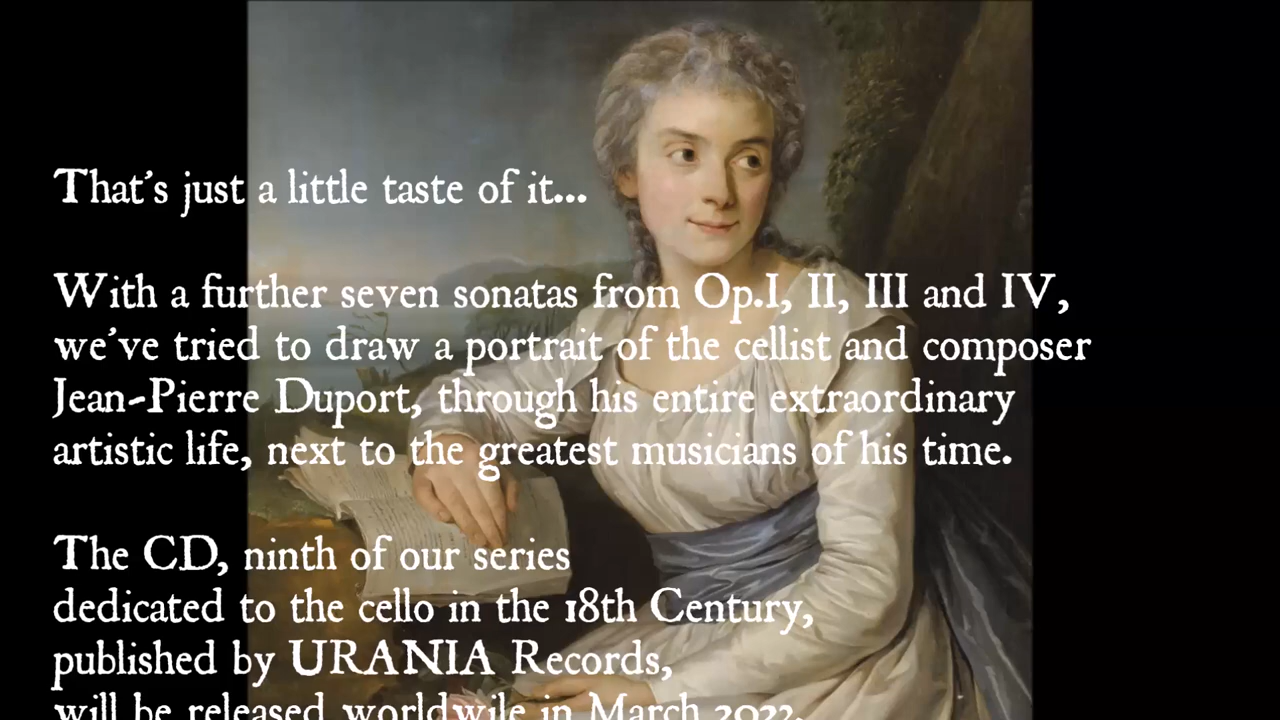 That's just a little taste of it...
With a further seven sonatas from Op.I, II, III and IV,
we've tried to draw a portrait of the cellist and composer
Jean-Pierre Duport, through his entire extraordinary
artistic life, next to the greatest musicians of his time.
The CD, ninth of our series
dedicated to the cello in the 18th Century,
published by URANIA Records,
will be released worldwile in March 2022.